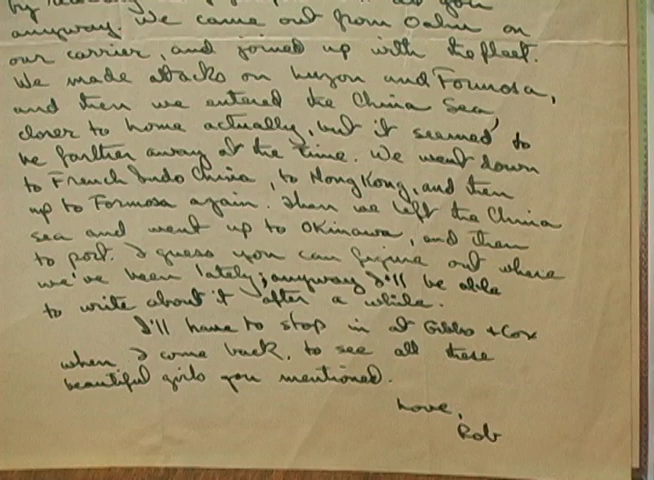 you
anyway. We came out from Oahu on
our carrier, and joined up with the fleet.
We made attacks on Luzon and Formosa,
and then we entered the China Sea,
closer to home actually, but it seemed to
be farther away at the time. We went down
to French Indo China, to Hong Kong, and then
up to Formosa again. Then we left the China
sea and went up to Okinawa, and then
to port. I guess you can figure out where
we've been lately; anyway I'll be able
to write about it after a while.
I'll have to stop in at Gibbs + Cox
when I come back, to see all these
beautiful girls you mentioned.
Love,
Rob